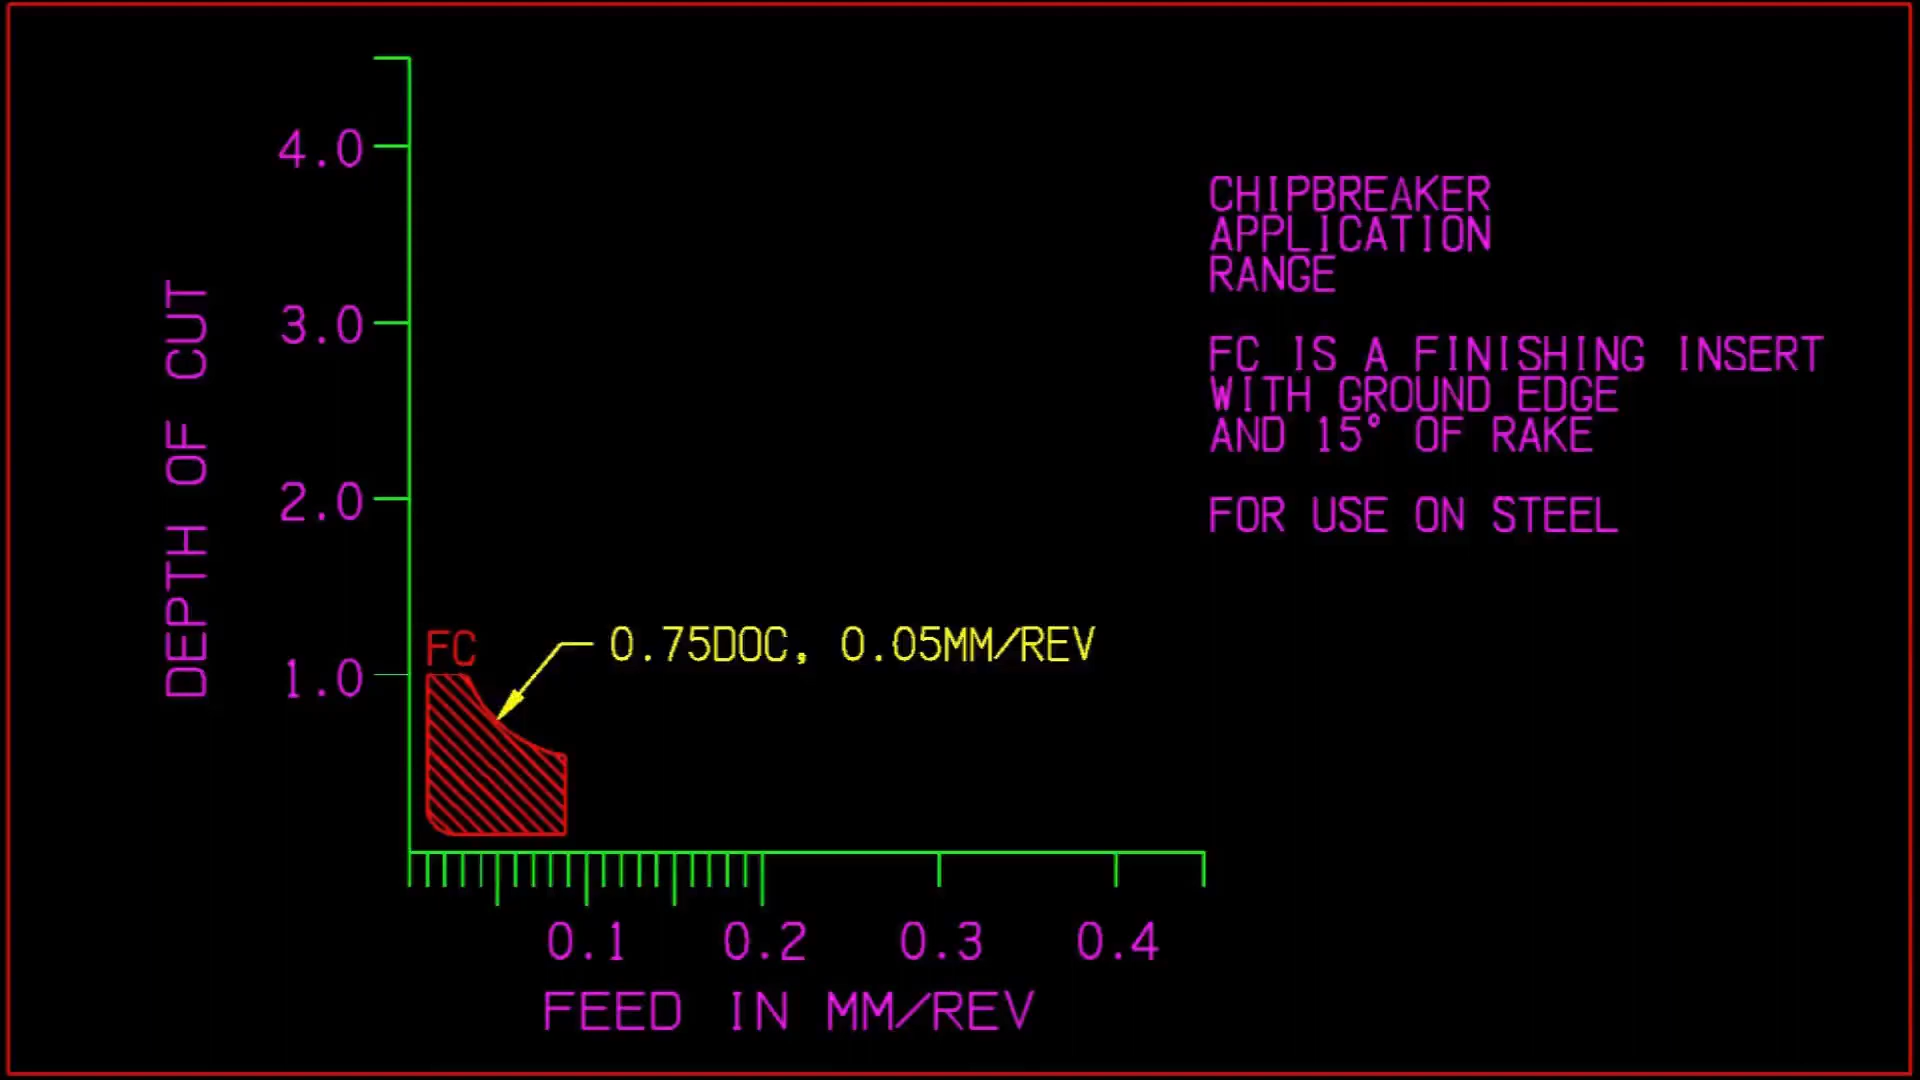 4.0
3.0
2.0
1.0
DEPTH OF CUT
CHIPBREAKER
APPLICATION
RANGE
FC IS A FINISHING INSERT
WITH GROUND EDGE
AND 15° OF RAKE
FOR USE ON STEEL
FC
0.75DOC, 0.05MM/REV
0.1 0.2 0.3 0.4
FEED IN MM/REV